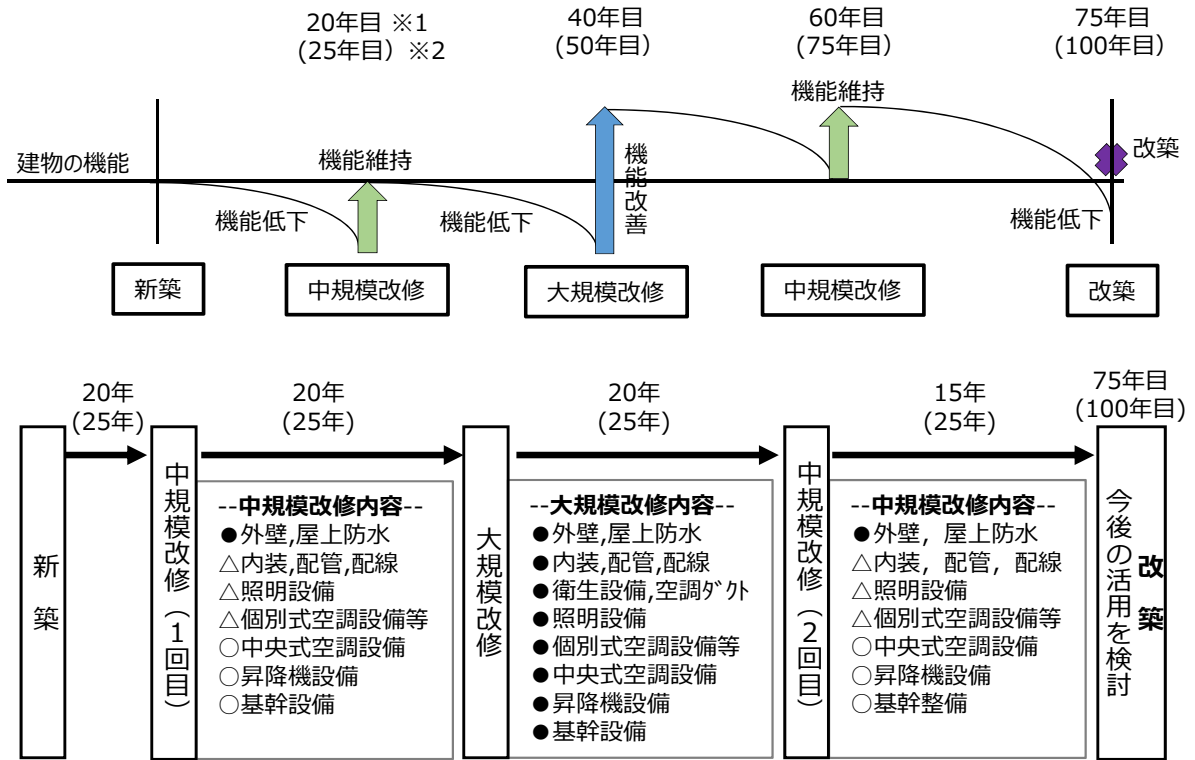 20年目 ※1
(25年目）※2
40年目
(50年目)
60年目
(75年目)
75年目
(100年目)
機能維持
建物の機能
機能維持
機能改善
改築
機能低下
機能低下
機能低下
新築
中規模改修
大規模改修
中規模改修
改築
20年
(25年)
20年
(25年)
20年
(25年)
15年
(25年)
75年目
(100年目)
新築
中規模改修（1回目）
--中規模改修内容--
●外壁,屋上防水
△内装,配管,配線
△照明設備
△個別式空調設備等
○中央式空調設備
○昇降機設備
○基幹設備
大規模改修
--大規模改修内容--
●外壁,屋上防水
●内装,配管,配線
●衛生設備,空調ﾀﾞｸﾄ
●照明設備
●個別式空調設備等
●中央式空調設備
●昇降機設備
●基幹設備
中規模改修（2回目）
--中規模改修内容--
●外壁，屋上防水
△内装，配管，配線
△照明設備
△個別式空調設備等
○中央式空調設備
○昇降機設備
○基幹整備
改築
今後の活用を検討